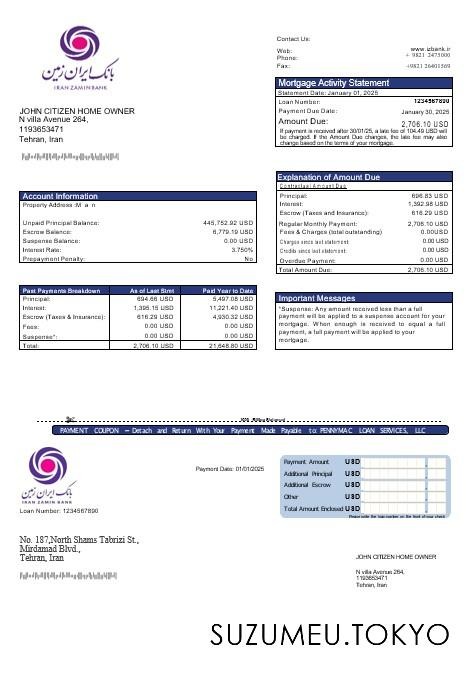 بانک ایران زمین
IRAN ZAMIN BANK
Contact Us:
Web: www.izbank.ir
Phone: + 9821 2475000
Fax: +9821 26401569
JOHN CITIZEN HOME OWNER
N villa Avenue 264,
1193653471
Tehran, Iran
Mortgage Activity Statement
Statement Date: January 01, 2025
Loan Number: 1234567890
Payment Due Date: January 30, 2025
Amount Due: 2,706.10 USD
If payment is received after 30/01/25, a late fee of 104.49 USD will
be charged. If the Amount Due changes, the late fee may also
change based on the terms of your mortgage.
Account Information
Property Address: M a n
Unpaid Principal Balance: 445,752.92 USD
Escrow Balance: 6,779.19 USD
Suspense Balance: 0.00 USD
Interest Rate: 3.750%
Prepayment Penalty: No
Explanation of Amount Due
Contractual Amount Due
Principal: 696.83 USD
Interest: 1,392.98 USD
Escrow (Taxes and Insurance): 616.29 USD
Regular Monthly Payment: 2,706.10 USD
Fees & Charges (total outstanding) 0.00USD
Charges since last statement: 0.00 USD
Credits since last statement: 0.00 USD
Overdue Payment: 0.00 USD
Total Amount Due: 2,706.10 USD
Past Payments Breakdown As of Last Stmt Paid Year to Date
Principal: 694.66 USD 5,497.08 USD
Interest: 1,395.15 USD 11,221.40 USD
Escrow (Taxes & Insurance): 616.29 USD 4,930.32 USD
Fees: 0.00 USD 0.00 USD
Suspense*: 0.00 USD 0.00 USD
Total: 2,706.10 USD 21,648.80 USD
Important Messages
*Suspense: Any amount received less than a full
payment will be applied to a suspense account for your
mortgage. When enough is received to equal a full
payment, a full payment will be applied to your
mortgage.
PAYMENT COUPON – Detach and Return With Your Payment Made Payable to: PENNYMAC LOAN SERVICES, LLC
بانک ایران زمین
IRAN ZAMIN BANK
Loan Number: 1234567890
Payment Date: 01/01/2025
Payment Amount USD
Additional Principal USD
Additional Escrow USD
Other USD
Total Amount Enclosed USD
No. 187,North Shams Tabrizi St.,
Mirdamad Blvd.,
Tehran, Iran
JOHN CITIZEN HOME OWNER
N villa Avenue 264,
1193653471
Tehran, Iran
SUZUMEU.TOKYO